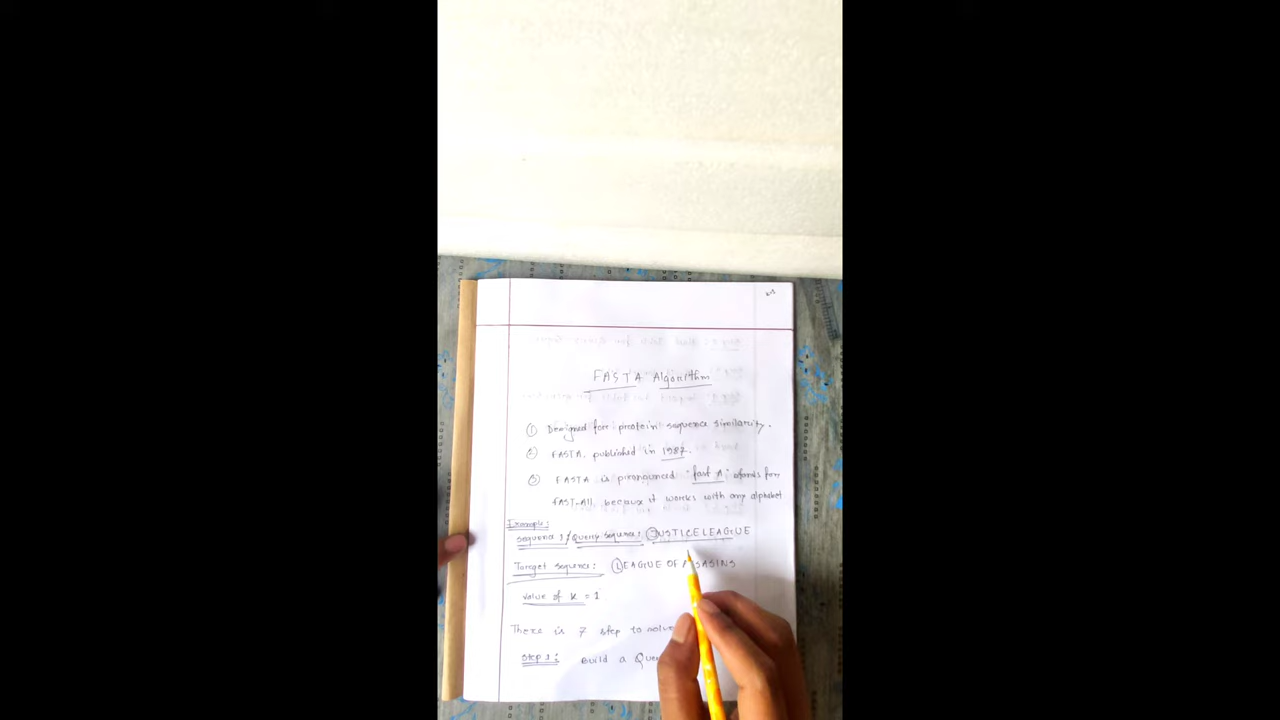 FASTA Algorithm
① Designed for protein sequence similarity.
② FASTA published in 1987.
③ FASTA is pronounced "fast A" stands for
FAST-All, because it works with any alphabet
Example:
Sequence 1 / Query sequence: JUSTICELEAGUE
Target sequence: LEAGUE OF ASSASINS
value of k = 1
There is 7 step to solve
Step 1: Build a